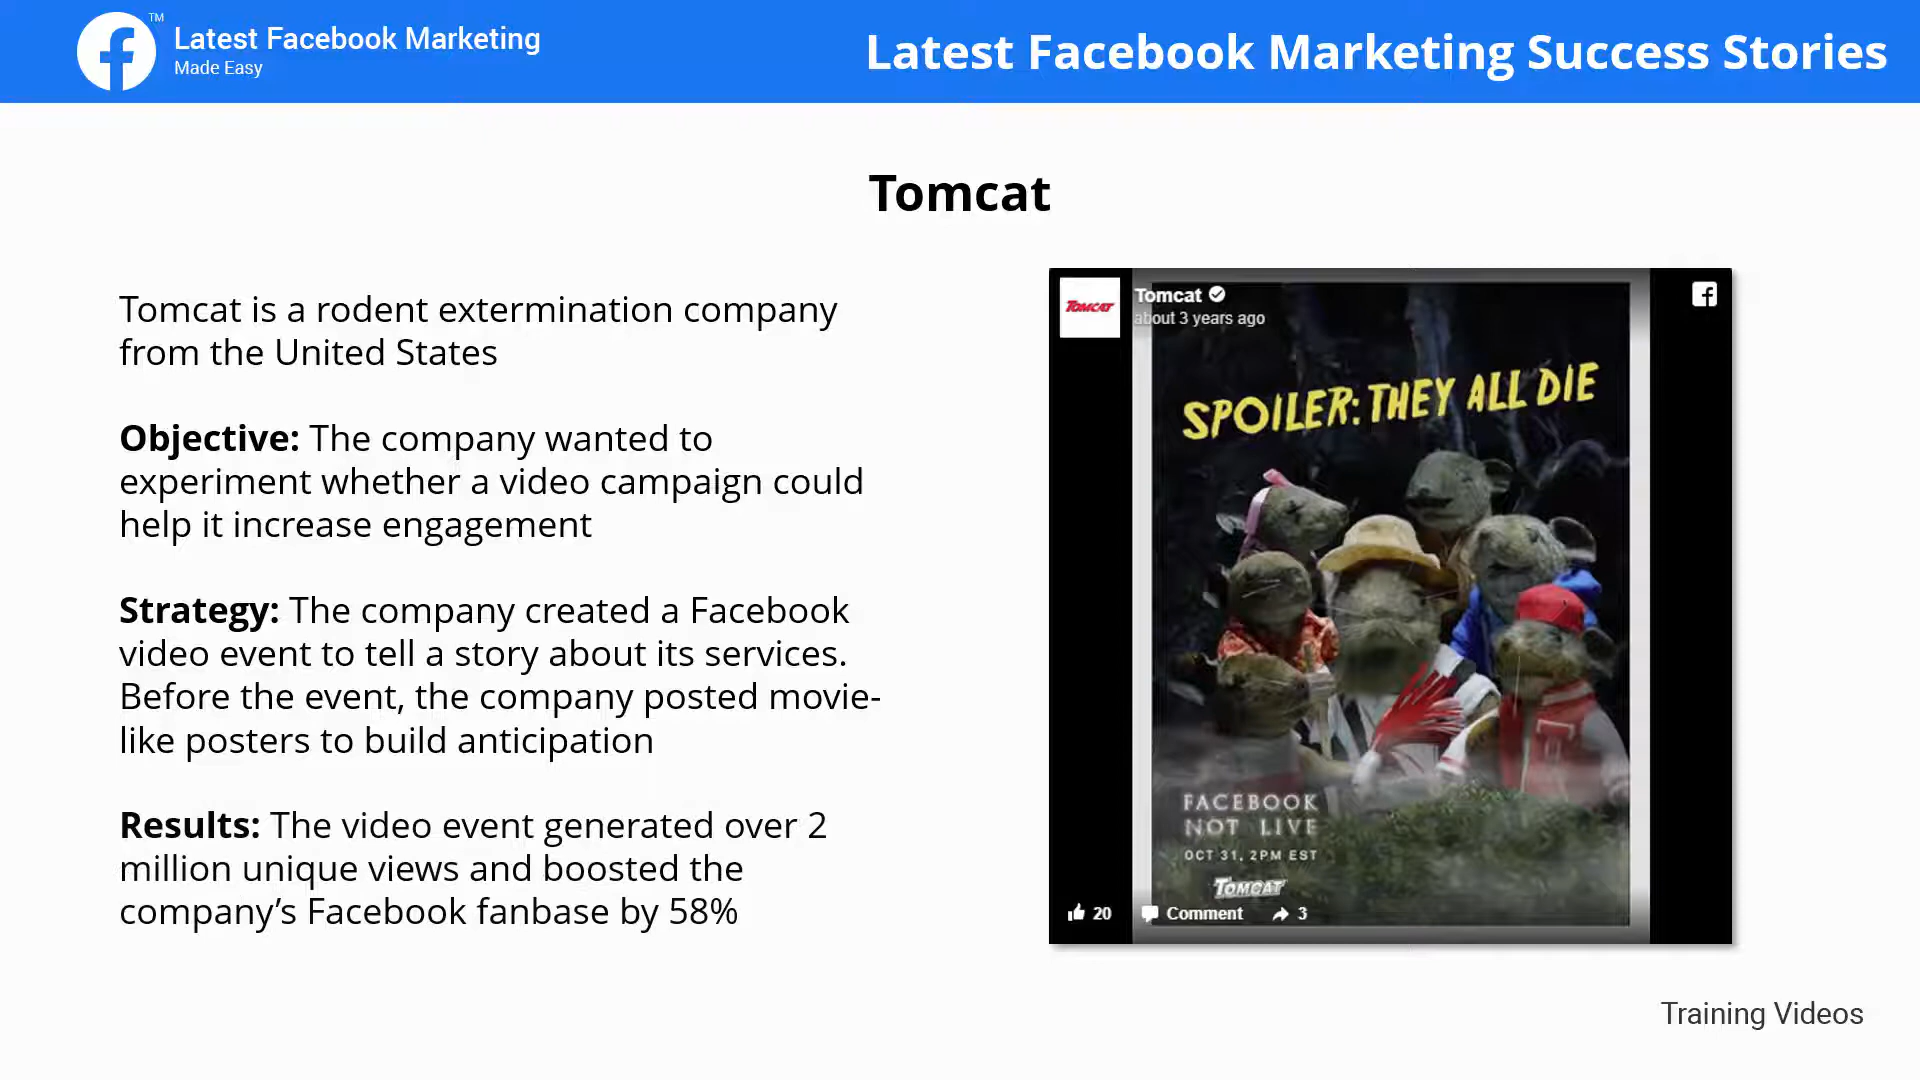 TM
Latest Facebook Marketing
Made Easy
Latest Facebook Marketing Success Stories
Tomcat
Tomcat is a rodent extermination company
from the United States
Objective: The company wanted to
experiment whether a video campaign could
help it increase engagement
Strategy: The company created a Facebook
video event to tell a story about its services.
Before the event, the company posted movie-
like posters to build anticipation
Results: The video event generated over 2
million unique views and boosted the
company’s Facebook fanbase by 58%
TOMCAT
Tomcat
about 3 years ago
SPOILER: THEY ALL DIE
FACEBOOK
NOT LIVE
OCT 31, 2PM EST
TOMCAT
20 Comment 3
Training Videos